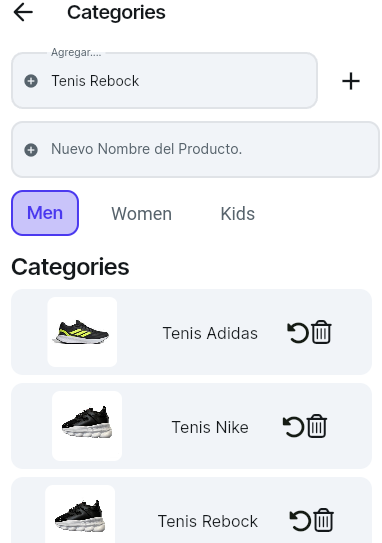 Categories
Agregar....
Tenis Rebock
Nuevo Nombre del Producto.
Men
Women
Kids
Categories
Tenis Adidas
Tenis Nike
Tenis Rebock